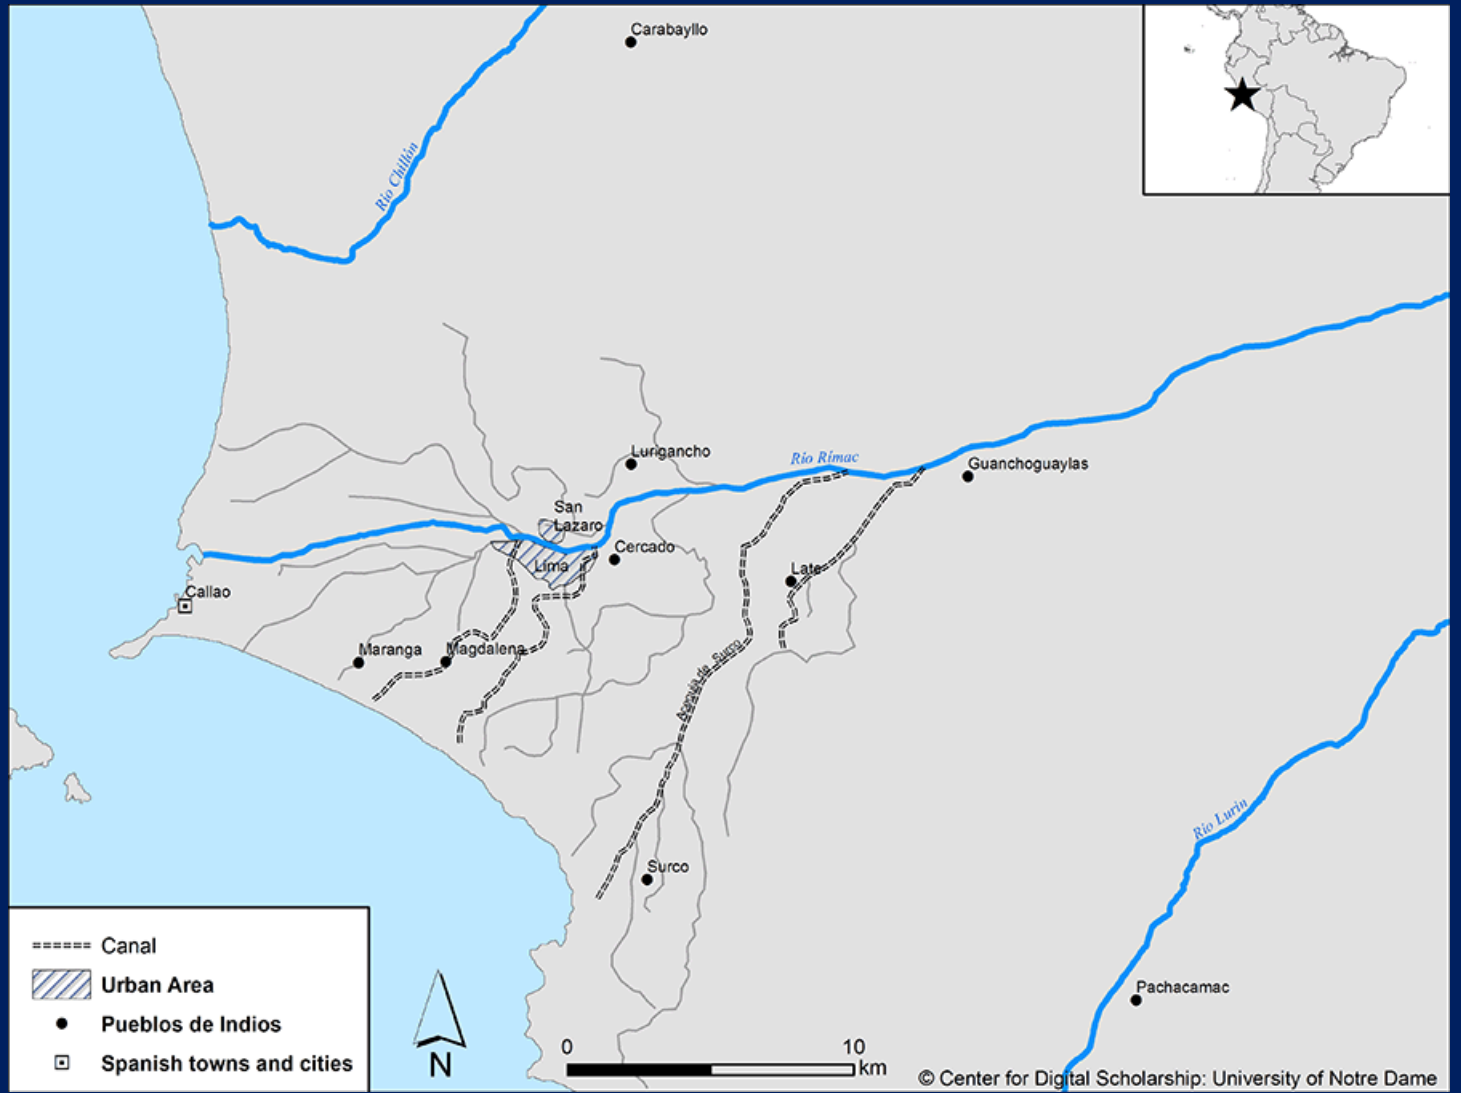 Carabayllo
Río Chillón
Lurigancho
Río Rímac
Guanchoguaylas
San
Lazaro
Cercado
Lima
Late
Callao
Maranga
Magdalena
Acequia de Surco
Río Lurín
Surco
Pachacamac
Canal
Urban Area
Pueblos de Indios
Spanish towns and cities
N
0 10
km
© Center for Digital Scholarship: University of Notre Dame